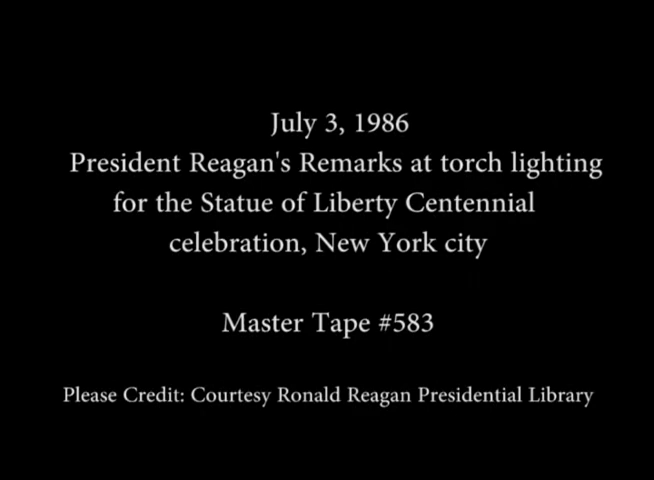 July 3, 1986
President Reagan's Remarks at torch lighting
for the Statue of Liberty Centennial
celebration, New York city
Master Tape #583
Please Credit: Courtesy Ronald Reagan Presidential Library